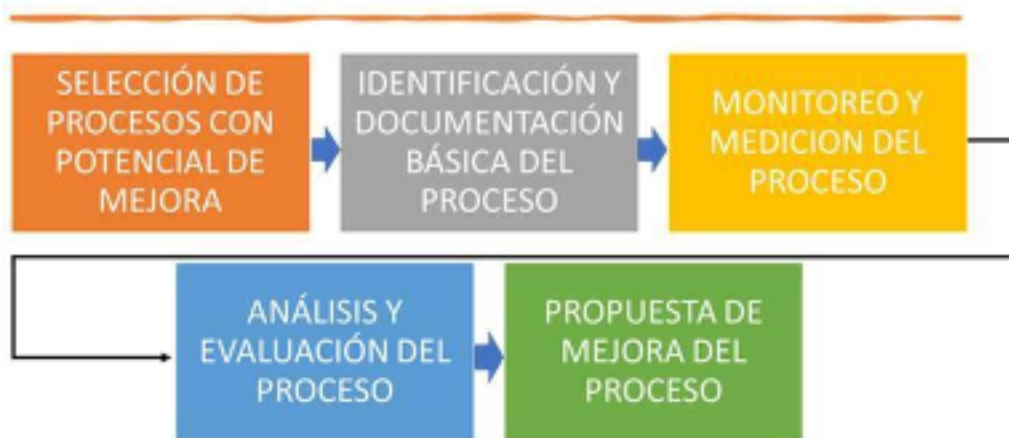 SELECCIÓN DE
PROCESOS CON
POTENCIAL DE
MEJORA
IDENTIFICACIÓN Y
DOCUMENTACIÓN
BÁSICA DEL
PROCESO
MONITOREO Y
MEDICION DEL
PROCESO
ANÁLISIS Y
EVALUACIÓN DEL
PROCESO
PROPUESTA DE
MEJORA DEL
PROCESO